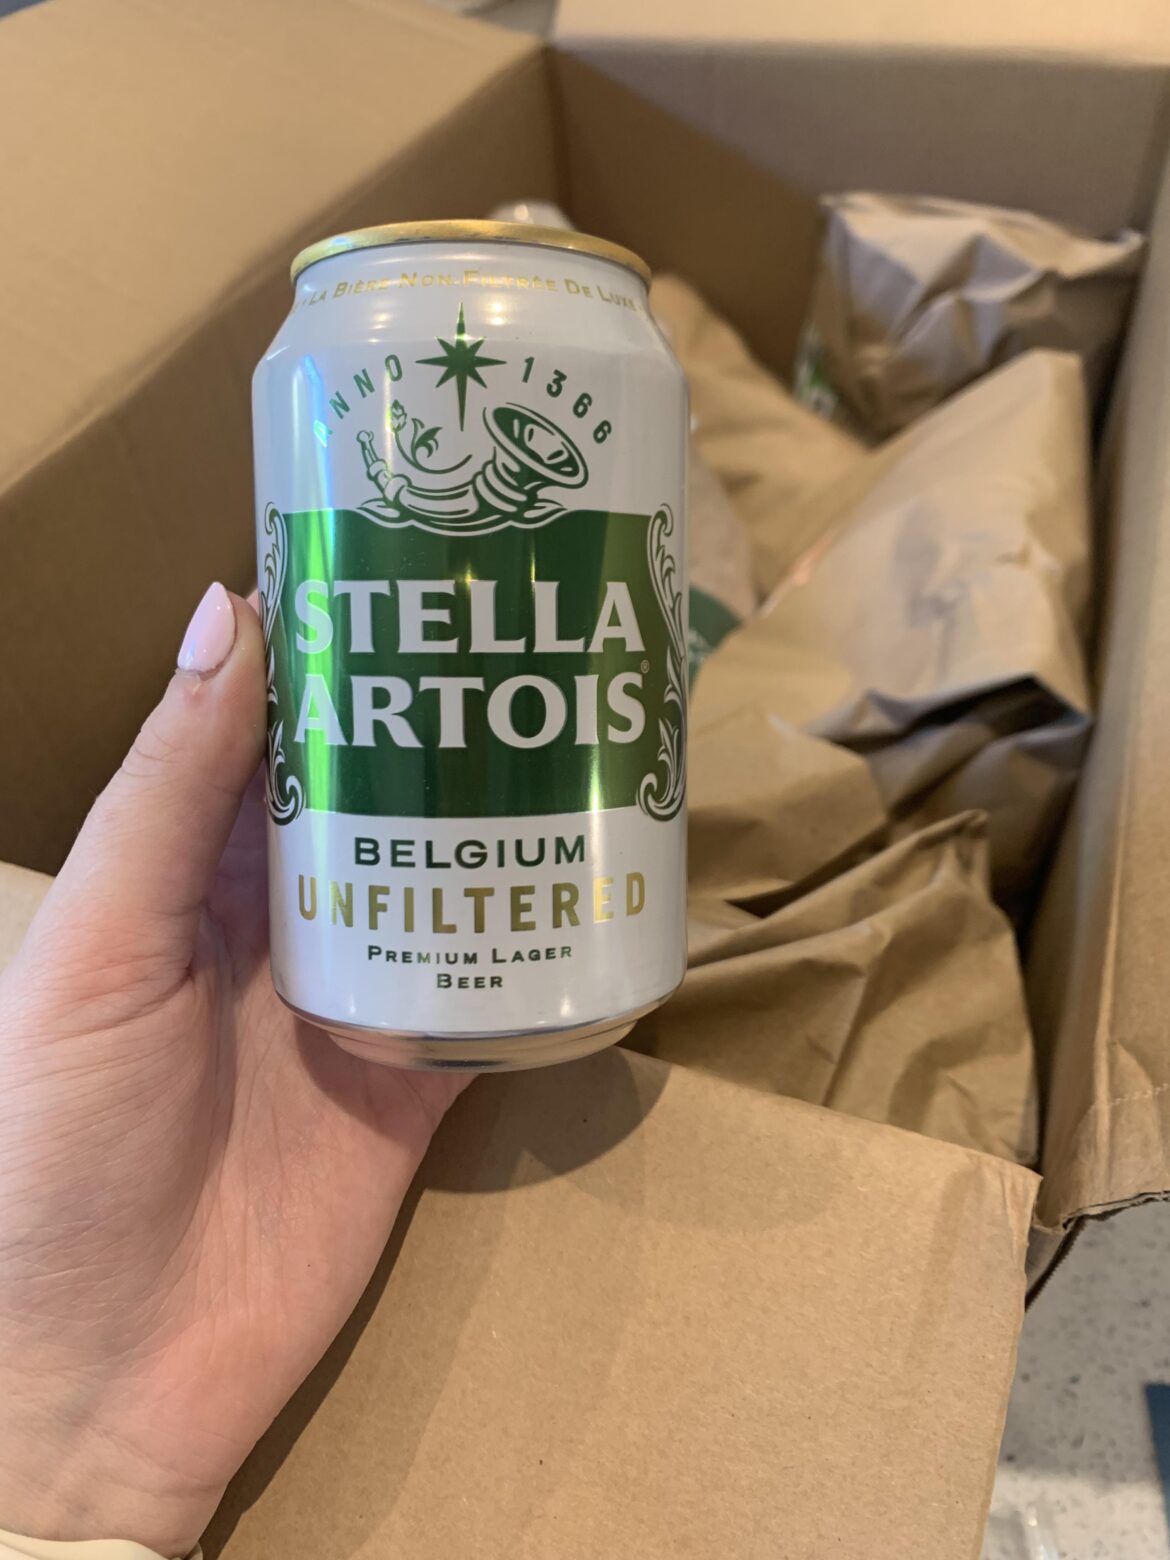 La Bière Non-Filtrée De Luxe
ANNO 1366
STELLA
ARTOIS®
BELGIUM
UNFILTERED
Premium Lager
Beer